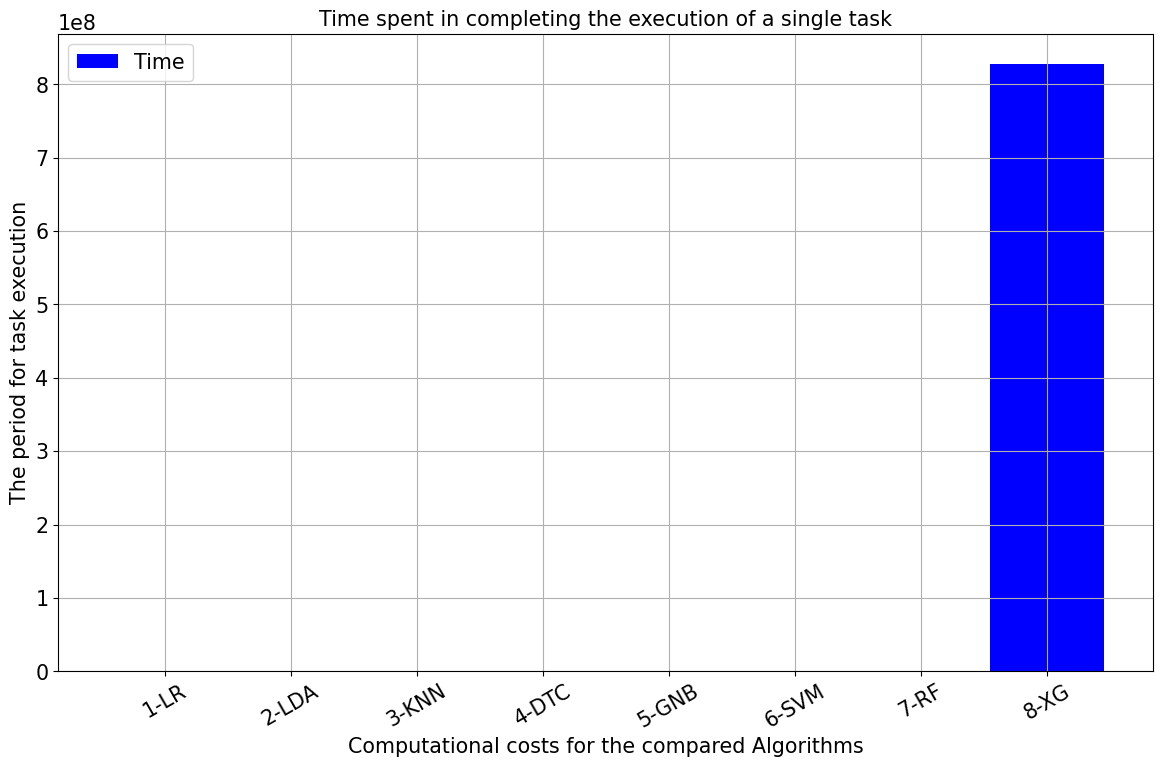 Time spent in completing the execution of a single task
1e8
Time
The period for task execution
8
7
6
5
4
3
2
1
0
1-LR
2-LDA
3-KNN
4-DTC
5-GNB
6-SVM
7-RF
8-XG
Computational costs for the compared Algorithms